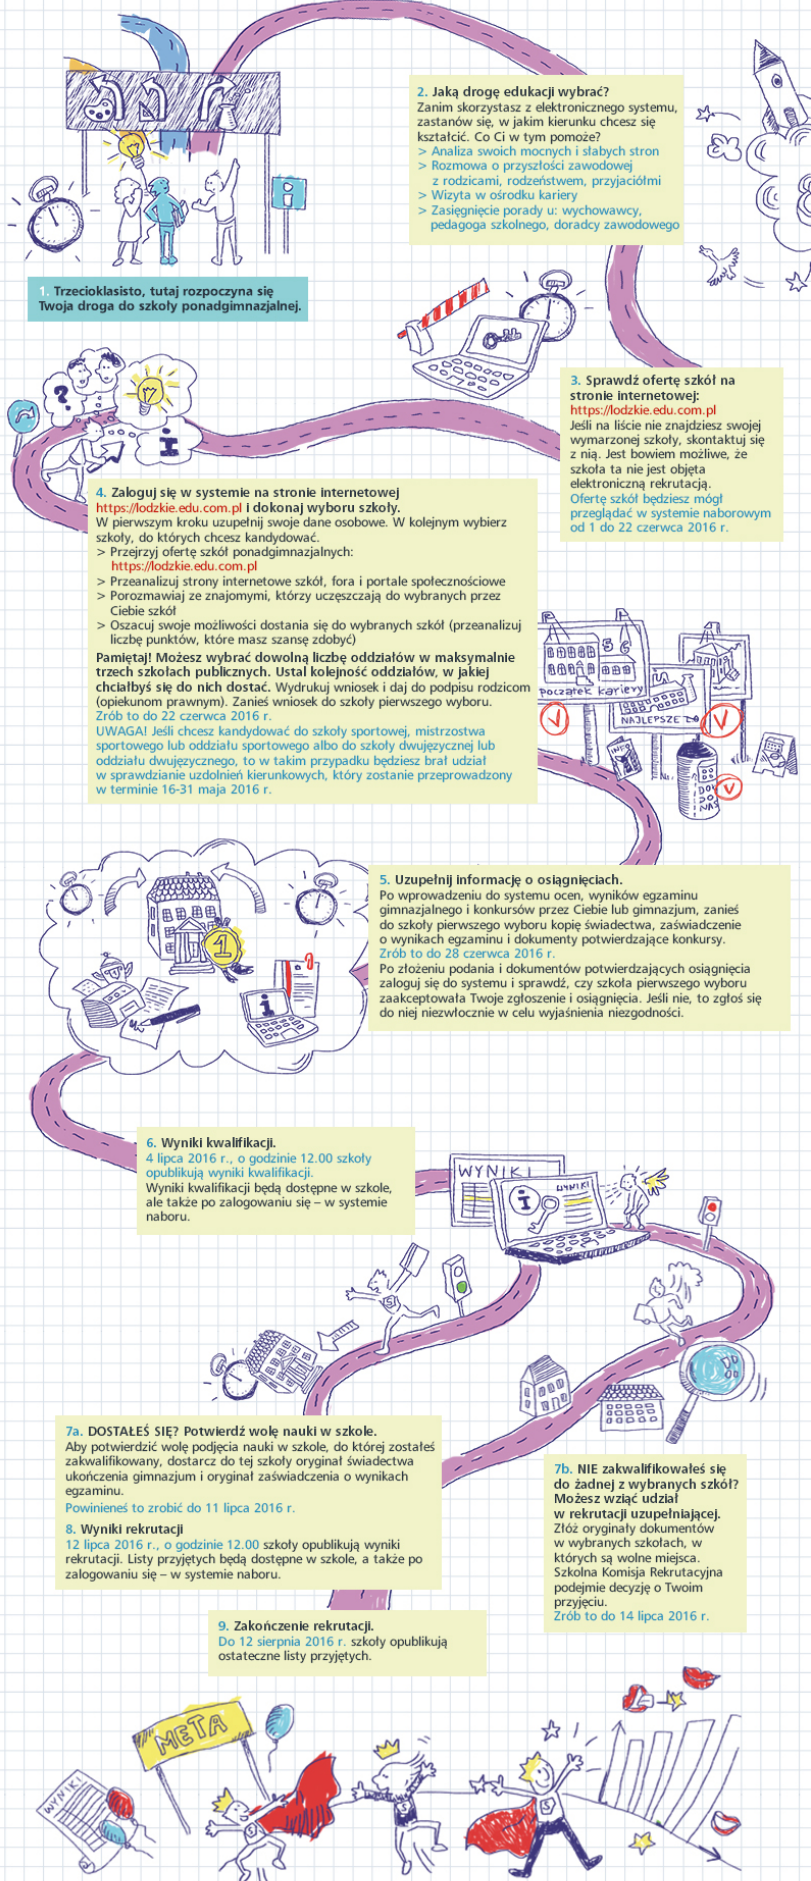 1. Trzecioklasisto, tutaj rozpoczyna się
Twoja droga do szkoły ponadgimnazjalnej.
2. Jaką drogę edukacji wybrać?
Zanim skorzystasz z elektronicznego systemu,
zastanów się, w jakim kierunku chcesz się
kształcić. Co Ci w tym pomoże?
> Analiza swoich mocnych i słabych stron
> Rozmowa o przyszłości zawodowej
z rodzicami, rodzeństwem, przyjaciółmi
> Wizyta w ośrodku kariery
> Zasięgnięcie porady u: wychowawcy,
pedagoga szkolnego, doradcy zawodowego
3. Sprawdź ofertę szkół na
stronie internetowej:
https://lodzkie.edu.com.pl
Jeśli na liście nie znajdziesz swojej
wymarzonej szkoły, skontaktuj się
z nią. Jest bowiem możliwe, że
szkoła ta nie jest objęta
elektroniczną rekrutacją.
Ofertę szkół będziesz mógł
przeglądać w systemie naborowym
od 1 do 22 czerwca 2016 r.
4. Zaloguj się w systemie na stronie internetowej
https://lodzkie.edu.com.pl i dokonaj wyboru szkoły.
W pierwszym kroku uzupełnij swoje dane osobowe. W kolejnym wybierz
szkoły, do których chcesz kandydować.
> Przejrzyj ofertę szkół ponadgimnazjalnych:
https://lodzkie.edu.com.pl
> Przeanalizuj strony internetowe szkół, fora i portale społecznościowe
> Porozmawiaj ze znajomymi, którzy uczęszczają do wybranych przez
Ciebie szkół
> Oszacuj swoje możliwości dostania się do wybranych szkół (przeanalizuj
liczbę punktów, które masz szansę zdobyć)
Pamiętaj! Możesz wybrać dowolną liczbę oddziałów w maksymalnie
trzech szkołach publicznych. Ustal kolejność oddziałów, w jakiej
chciałbyś się do nich dostać. Wydrukuj wniosek i daj do podpisu rodzicom
(opiekunom prawnym). Zanieś wniosek do szkoły pierwszego wyboru.
Zrób to do 22 czerwca 2016 r.
UWAGA! Jeśli chcesz kandydować do szkoły sportowej, mistrzostwa
sportowego lub oddziału sportowego albo do szkoły dwujęzycznej lub
oddziału dwujęzycznego, to w takim przypadku będziesz brał udział
w sprawdzianie uzdolnień kierunkowych, który zostanie przeprowadzony
w terminie 16-31 maja 2016 r.
początek kariery
NAJLEPSZE LO
INFO
DO
NAS
5. Uzupełnij informację o osiągnięciach.
Po wprowadzeniu do systemu ocen, wyników egzaminu
gimnazjalnego i konkursów przez Ciebie lub gimnazjum, zanieś
do szkoły pierwszego wyboru kopię świadectwa, zaświadczenie
o wynikach egzaminu i dokumenty potwierdzające konkursy.
Zrób to do 28 czerwca 2016 r.
Po złożeniu podania i dokumentów potwierdzających osiągnięcia
zaloguj się do systemu i sprawdź, czy szkoła pierwszego wyboru
zaakceptowała Twoje zgłoszenie i osiągnięcia. Jeśli nie, to zgłoś się
do niej niezwłocznie w celu wyjaśnienia niezgodności.
1
6. Wyniki kwalifikacji.
4 lipca 2016 r., o godzinie 12.00 szkoły
opublikują wyniki kwalifikacji.
Wyniki kwalifikacji będą dostępne w szkole,
ale także po zalogowaniu się – w systemie
naboru.
WYNIKI
WYNIKI
7a. DOSTAŁEŚ SIĘ? Potwierdź wolę nauki w szkole.
Aby potwierdzić wolę podjęcia nauki w szkole, do której zostałeś
zakwalifikowany, dostarcz do tej szkoły oryginał świadectwa
ukończenia gimnazjum i oryginał zaświadczenia o wynikach
egzaminu.
Powinieneś to zrobić do 11 lipca 2016 r.
8. Wyniki rekrutacji
12 lipca 2016 r., o godzinie 12.00 szkoły opublikują wyniki
rekrutacji. Listy przyjętych będą dostępne w szkole, a także po
zalogowaniu się – w systemie naboru.
7b. NIE zakwalifikowałeś się
do żadnej z wybranych szkół?
Możesz wziąć udział
w rekrutacji uzupełniającej.
Złóż oryginały dokumentów
w wybranych szkołach, w
których są wolne miejsca.
Szkolna Komisja Rekrutacyjna
podejmie decyzję o Twoim
przyjęciu.
Zrób to do 14 lipca 2016 r.
9. Zakończenie rekrutacji.
Do 12 sierpnia 2016 r. szkoły opublikują
ostateczne listy przyjętych.
META
WYNIKI